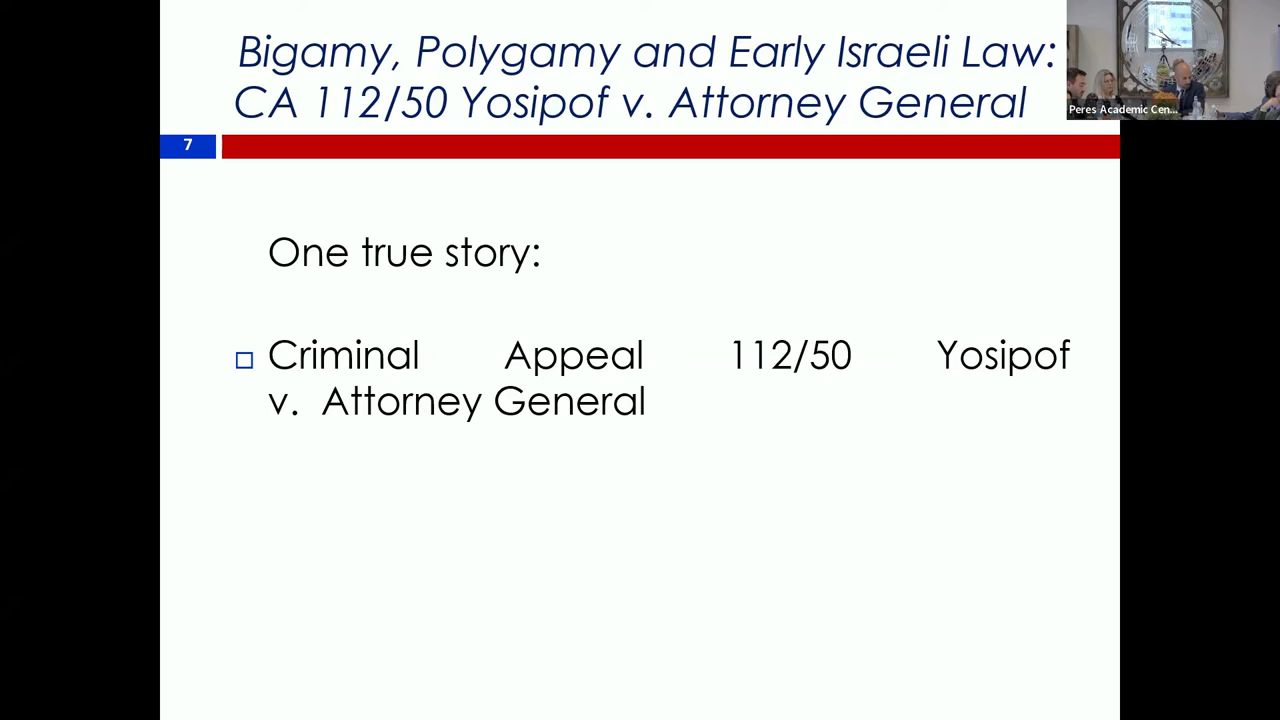 Bigamy, Polygamy and Early Israeli Law:
CA 112/50 Yosipof v. Attorney General
Peres Academic Cen...
7
One true story:
Criminal Appeal 112/50 Yosipof
v. Attorney General